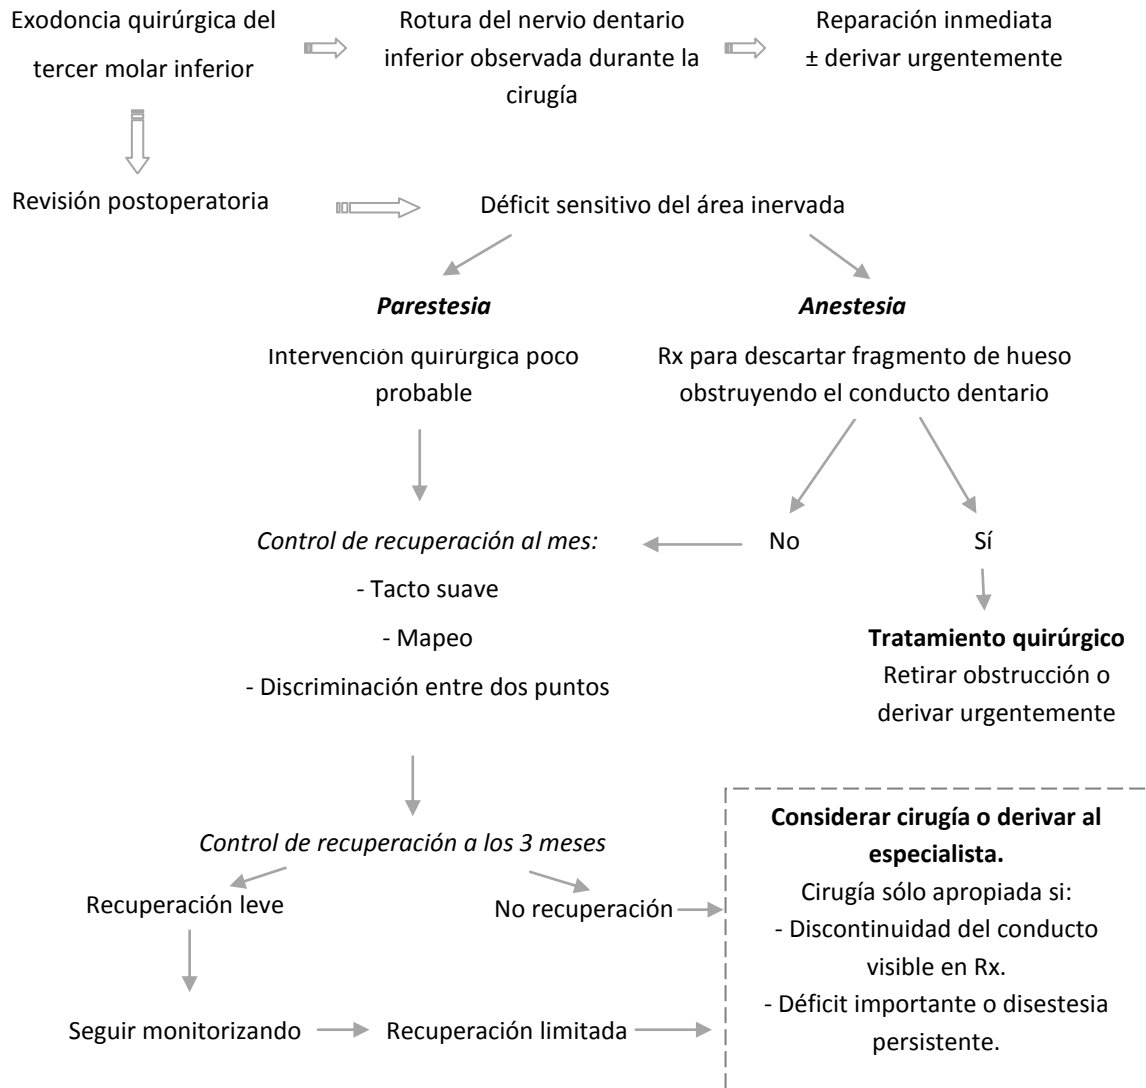 Exodoncia quirúrgica del
tercer molar inferior
Rotura del nervio dentario
inferior observada durante la
cirugía
Reparación inmediata
± derivar urgentemente
Revisión postoperatoria
Déficit sensitivo del área inervada
Parestesia
Intervención quirúrgica poco
probable
Anestesia
Rx para descartar fragmento de hueso
obstruyendo el conducto dentario
Control de recuperación al mes:
- Tacto suave
- Mapeo
- Discriminación entre dos puntos
No
Sí
Tratamiento quirúrgico
Retirar obstrucción o
derivar urgentemente
Control de recuperación a los 3 meses
Recuperación leve
No recuperación
Seguir monitorizando
Recuperación limitada
Considerar cirugía o derivar al
especialista.
Cirugía sólo apropiada si:
- Discontinuidad del conducto
visible en Rx.
- Déficit importante o disestesia
persistente.